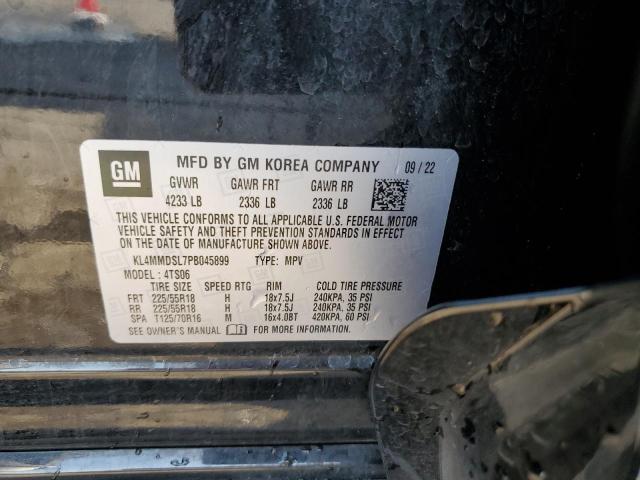 GM MFD BY GM KOREA COMPANY 09 / 22
GVWR GAWR FRT GAWR RR
4233 LB 2336 LB 2336 LB
THIS VEHICLE CONFORMS TO ALL APPLICABLE U.S. FEDERAL MOTOR
VEHICLE SAFETY AND THEFT PREVENTION STANDARDS IN EFFECT ON
THE DATE OF MANUFACTURE SHOWN ABOVE.
KL4MMDSL7PB045899 TYPE: MPV
MODEL : 4TS06
TIRE SIZE SPEED RTG RIM COLD TIRE PRESSURE
FRT 225/55R18 H 18x7.5J 240KPA, 35 PSI
RR 225/55R18 H 18x7.5J 240KPA, 35 PSI
SPA T125/70R16 M 16x4.0BT 420KPA, 60 PSI
SEE OWNER'S MANUAL FOR MORE INFORMATION.